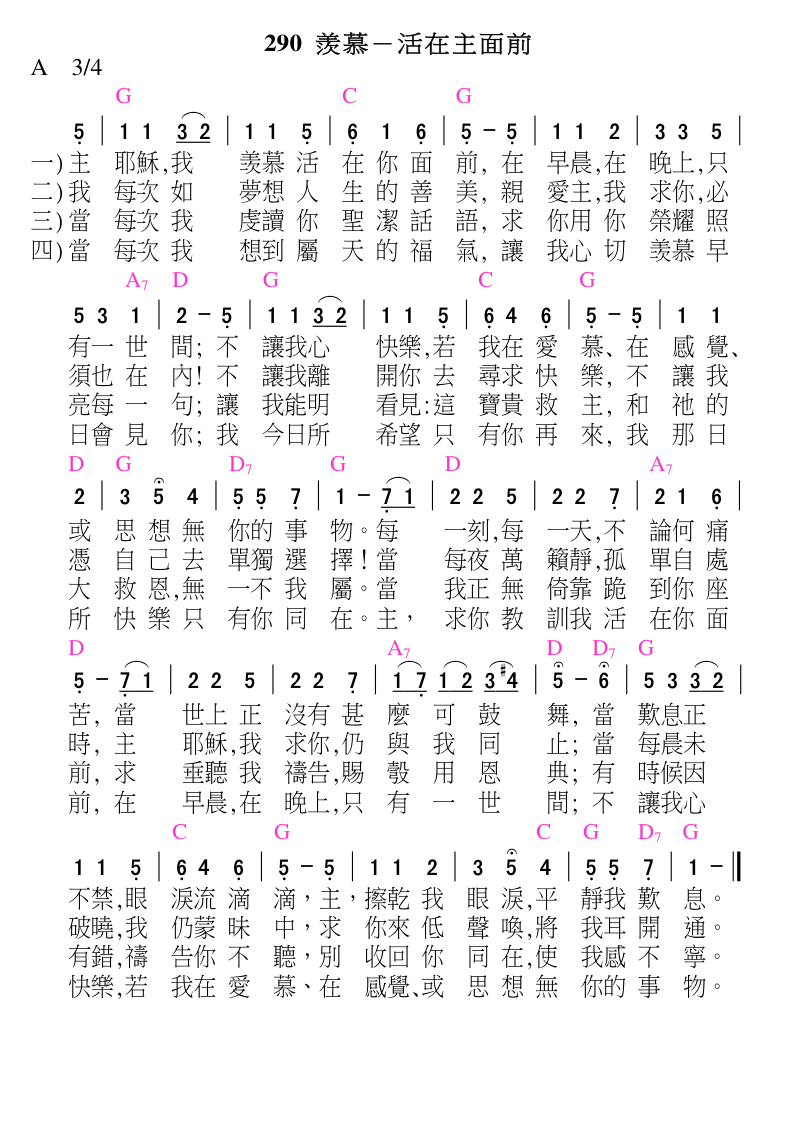 290 羨慕－活在主面前
A 3/4
G C G
5̣ | 1 1 3 2 | 1 1 5̣ | 6̣ 1 6̣ | 5̣ － 5̣ | 1 1 2 | 3 3 5 |
一) 主 耶穌,我 羨慕 活 在 你 面 前, 在 早晨,在 晚上,只
二) 我 每次 如 夢想 人 生 的 善 美, 親 愛主,我 求你,必
三) 當 每次 我 虔讀 你 聖 潔 話 語, 求 你用 你 榮耀 照
四) 當 每次 我 想到 屬 天 的 福 氣, 讓 我心 切 羨慕 早
A7 D G C G
5 3 1 | 2 － 5̣ | 1 1 3 2 | 1 1 5̣ | 6̣ 4 6̣ | 5̣ － 5̣ | 1 1
有一 世 間; 不 讓我心 快樂,若 我在 愛 慕、在 感 覺、
須也 在 內! 不 讓我離 開你 去 尋求 快 樂, 不 讓 我
亮每 一 句; 讓 我能明 看見:這 寶貴 救 主, 和 祂 的
日會 見 你; 我 今日所 希望 只 有你 再 來, 我 那 日
D G D7 G D A7
2 | 3 5̣ 4 | 5̣ 5̣ 7̣ | 1 － 7̣ 1 | 2 2 5 | 2 2 7̣ | 2 1 6̣ |
或 思 想 無 你的 事 物。每 一刻,每 一天,不 論何 痛
憑 自 己 去 單獨 選 擇!當 每夜 萬 籟靜,孤 單自 處
大 救 恩,無 一不 我 屬。當 我正 無 倚靠 跪 到你 座
所 快 樂 只 有你 同 在。主, 求你 教 訓我 活 在你 面
D A7 D D7 G
5̣ － 7̣ 1 | 2 2 5 | 2 2 7̣ | 1 7̣ 1 2 3 #4 | 5 － 6 | 5 3 3 2 |
苦, 當 世上 正 沒有 甚 麼 可 鼓 舞, 當 歎息正
時, 主 耶穌,我 求你,仍 與 我 同 止; 當 每晨未
前, 求 垂聽 我 禱告,賜 彀 用 恩 典; 有 時候因
前, 在 早晨,在 晚上,只 有 一 世 間; 不 讓我心
C G C G D7 G
1 1 5̣ | 6̣ 4 6̣ | 5̣ － 5̣ | 1 1 2 | 3 5̣ 4 | 5̣ 5̣ 7̣ | 1 － ‖
不禁,眼 淚流 滴 滴,主,擦乾 我 眼 淚,平 靜我 歎 息。
破曉,我 仍蒙 昧 中,求 你來 低 聲 喚,將 我耳 開 通。
有錯,禱 告你 不 聽,別 收回 你 同 在,使 我感 不 寧。
快樂,若 我在 愛 慕、在 感覺、或 思 想 無 你的 事 物。